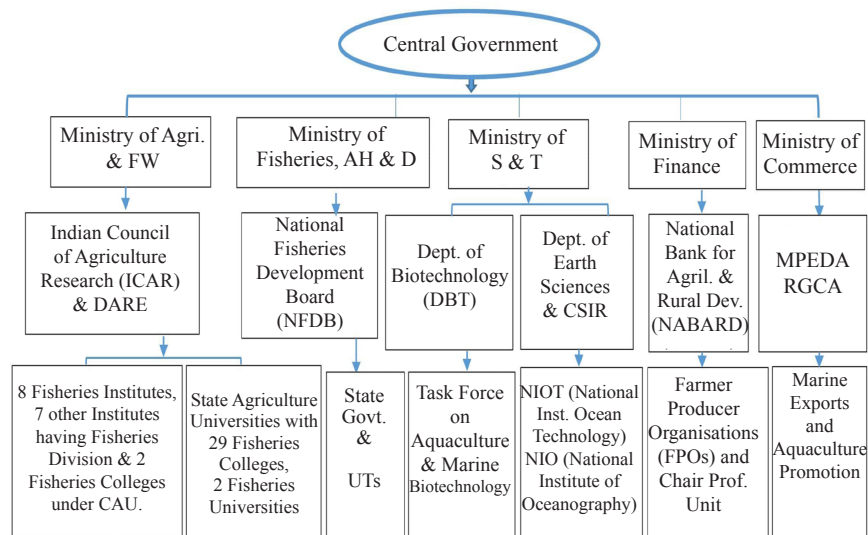 Central Government
Ministry of Agri.
& FW
Ministry of
Fisheries, AH & D
Ministry of
S & T
Ministry of
Finance
Ministry of
Commerce
Indian Council
of Agriculture
Research (ICAR)
& DARE
National
Fisheries
Development
Board
(NFDB)
Dept. of
Biotechnology
(DBT)
Dept. of
Earth
Sciences
& CSIR
National
Bank for
Agril. &
Rural Dev.
(NABARD)
MPEDA
RGCA
8 Fisheries Institutes,
7 other Institutes
having Fisheries
Division & 2
Fisheries Colleges
under CAU.
State Agriculture
Universities with
29 Fisheries
Colleges,
2 Fisheries
Universities
State
Govt.
&
UTs
Task Force
on
Aquaculture
& Marine
Biotechnology
NIOT (National
Inst. Ocean
Technology)
NIO (National
Institute of
Oceanography)
Farmer
Producer
Organisations
(FPOs) and
Chair Prof.
Unit
Marine
Exports
and
Aquaculture
Promotion